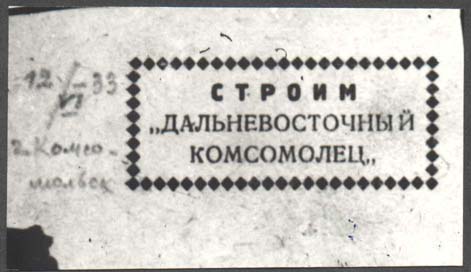 12/VI-33
г. Комсо-
мольск
СТРОИМ
„ДАЛЬНЕВОСТОЧНЫЙ
КОМСОМОЛЕЦ„